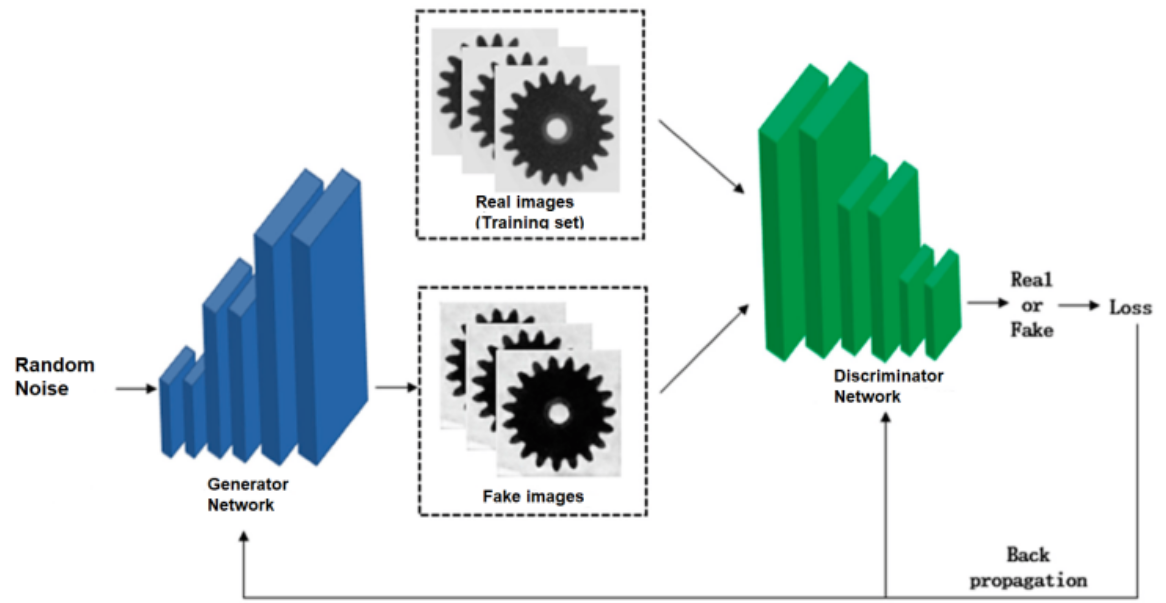 Real images
(Training set)
Random
Noise
Generator
Network
Fake images
Discriminator
Network
Real
or
Fake
Loss
Back
propagation